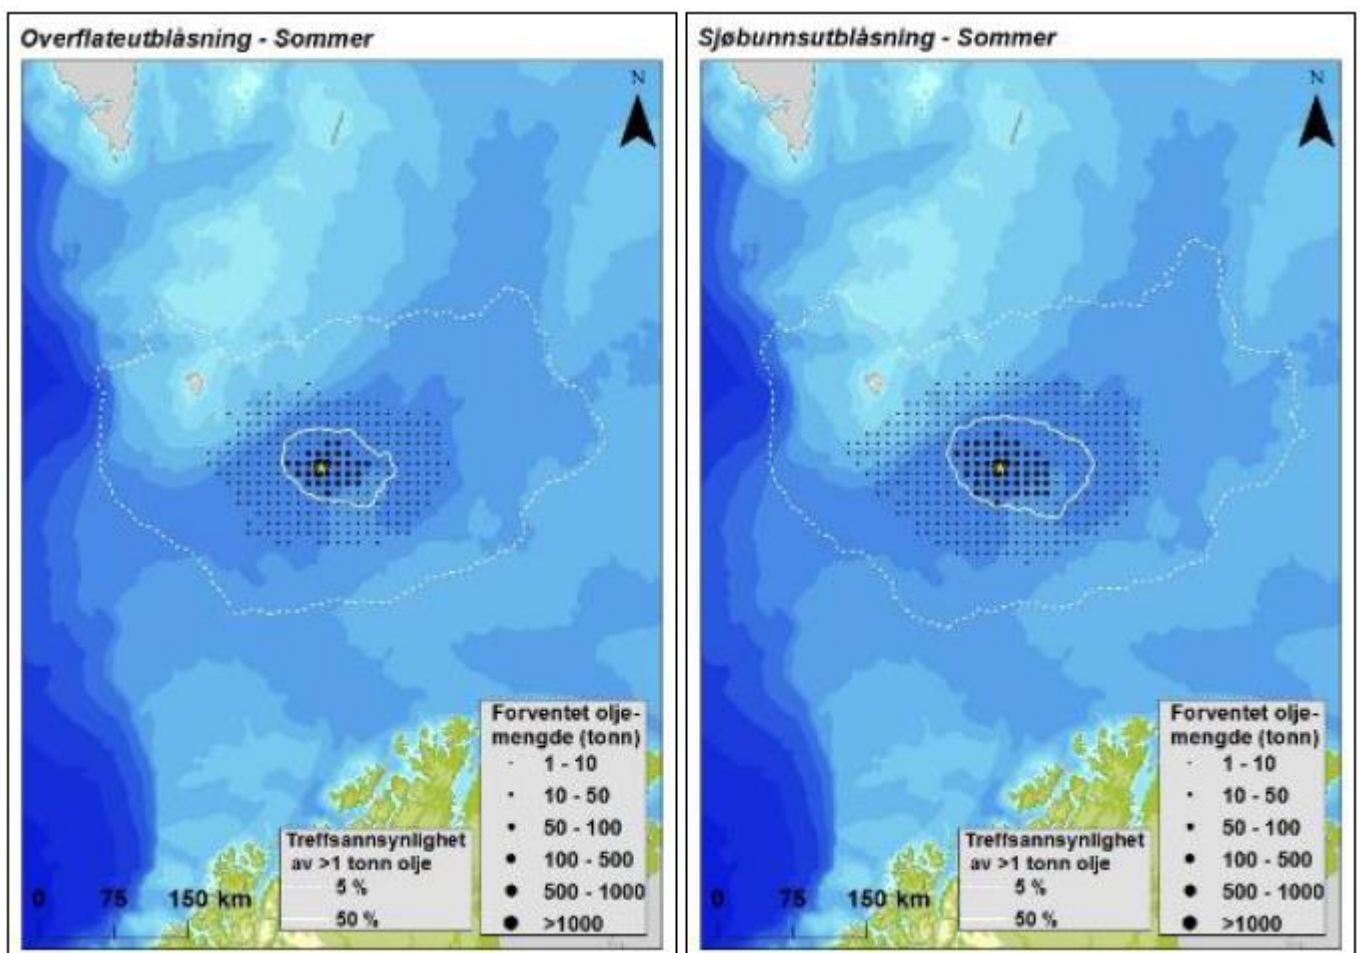 Overflateutblåsning - Sommer
N
Forventet olje-
mengde (tonn)
1 - 10
10 - 50
50 - 100
100 - 500
500 - 1000
>1000
Treffsannsynlighet
av >1 tonn olje
5 %
50 %
0 75 150 km
Sjøbunnsutblåsning - Sommer
N
Forventet olje-
mengde (tonn)
1 - 10
10 - 50
50 - 100
100 - 500
500 - 1000
>1000
Treffsannsynlighet
av >1 tonn olje
5 %
50 %
0 75 150 km